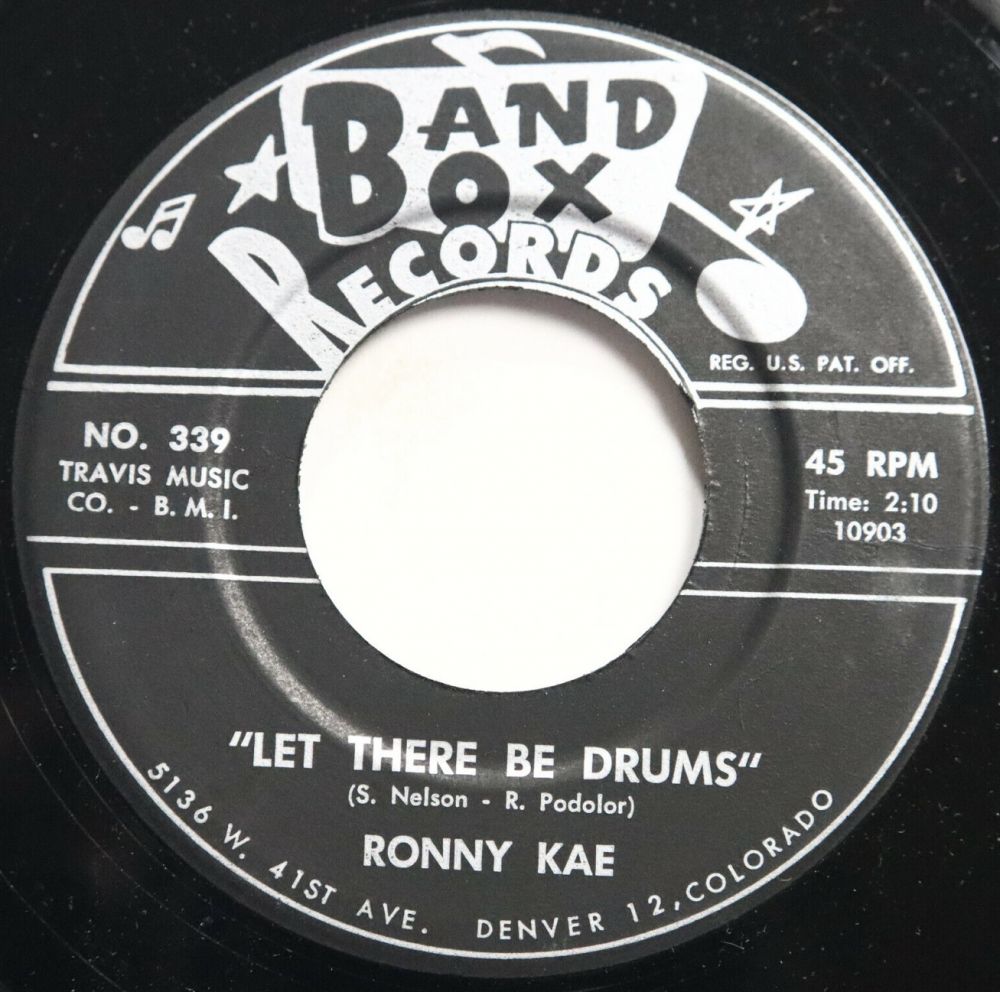 BAND
BOX
RECORDS
REG. U.S. PAT. OFF.
NO. 339
TRAVIS MUSIC
CO. - B. M. I.
45 RPM
Time: 2:10
10903
"LET THERE BE DRUMS"
(S. Nelson - R. Podolor)
RONNY KAE
5136 W. 41ST AVE. DENVER 12, COLORADO